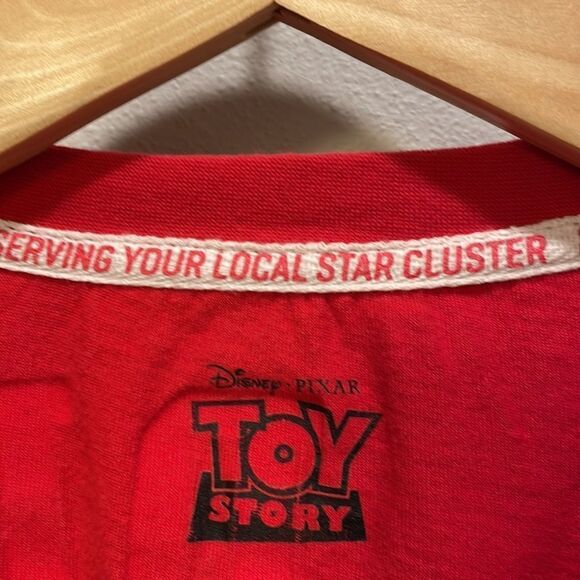 SERVING YOUR LOCAL STAR CLUSTER
Disney · PIXAR
TOY
STORY